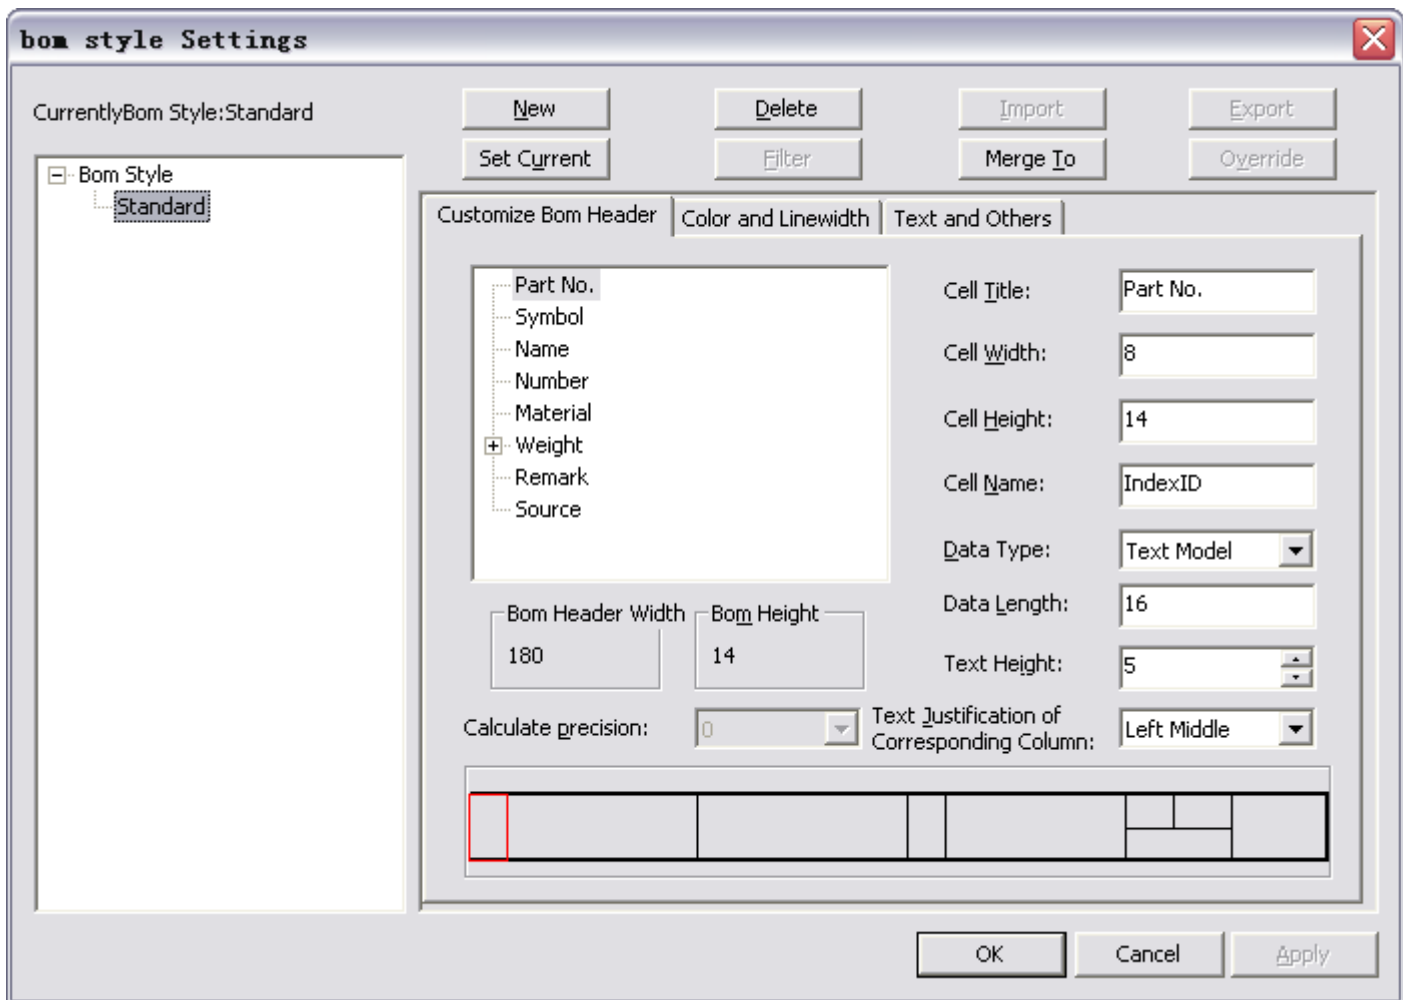 bom style Settings
CurrentlyBom Style:Standard
New
Delete
Import
Export
Set Current
Filter
Merge To
Override
Bom Style
Standard
Customize Bom Header
Color and Linewidth
Text and Others
Part No.
Symbol
Name
Number
Material
Weight
Remark
Source
Cell Title:
Part No.
Cell Width:
8
Cell Height:
14
Cell Name:
IndexID
Data Type:
Text Model
Data Length:
16
Text Height:
5
Bom Header Width
180
Bom Height
14
Calculate precision:
0
Text Justification of
Corresponding Column:
Left Middle
OK
Cancel
Apply